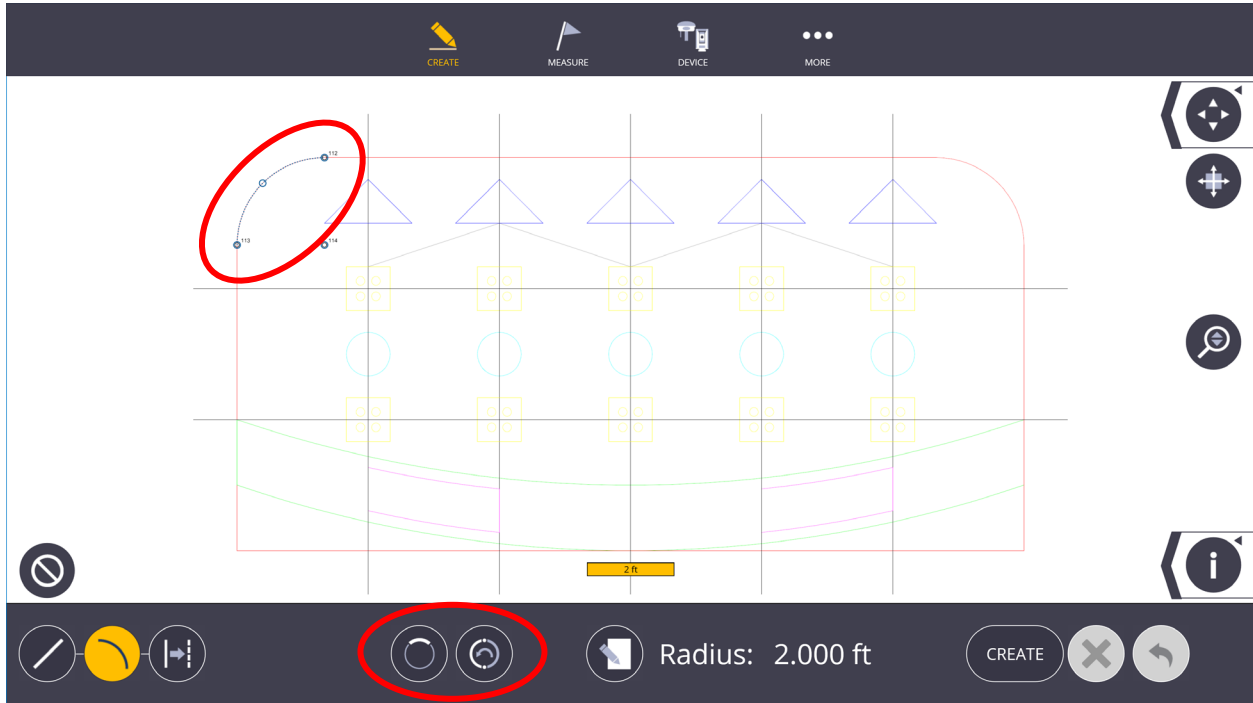 CREATE
MEASURE
DEVICE
MORE
112
113
114
2 ft
i
Radius: 2.000 ft
CREATE